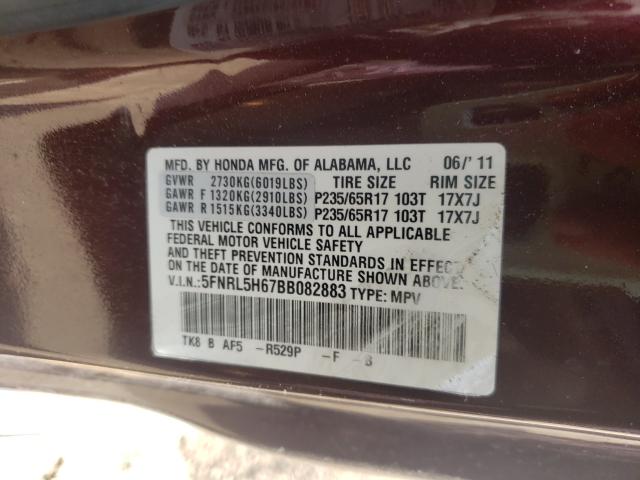 MFD. BY HONDA MFG. OF ALABAMA, LLC 06/'11
GVWR 2730KG(6019LBS) TIRE SIZE RIM SIZE
GAWR F 1320KG(2910LBS) P235/65R17 103T 17X7J
GAWR R 1515KG(3340LBS) P235/65R17 103T 17X7J
THIS VEHICLE CONFORMS TO ALL APPLICABLE
FEDERAL MOTOR VEHICLE SAFETY
AND THEFT PREVENTION STANDARDS IN EFFECT
ON THE DATE OF MANUFACTURE SHOWN ABOVE.
V.I.N.:5FNRL5H67BB082883 TYPE: MPV
TK8 B AF5 -R529P -F -B